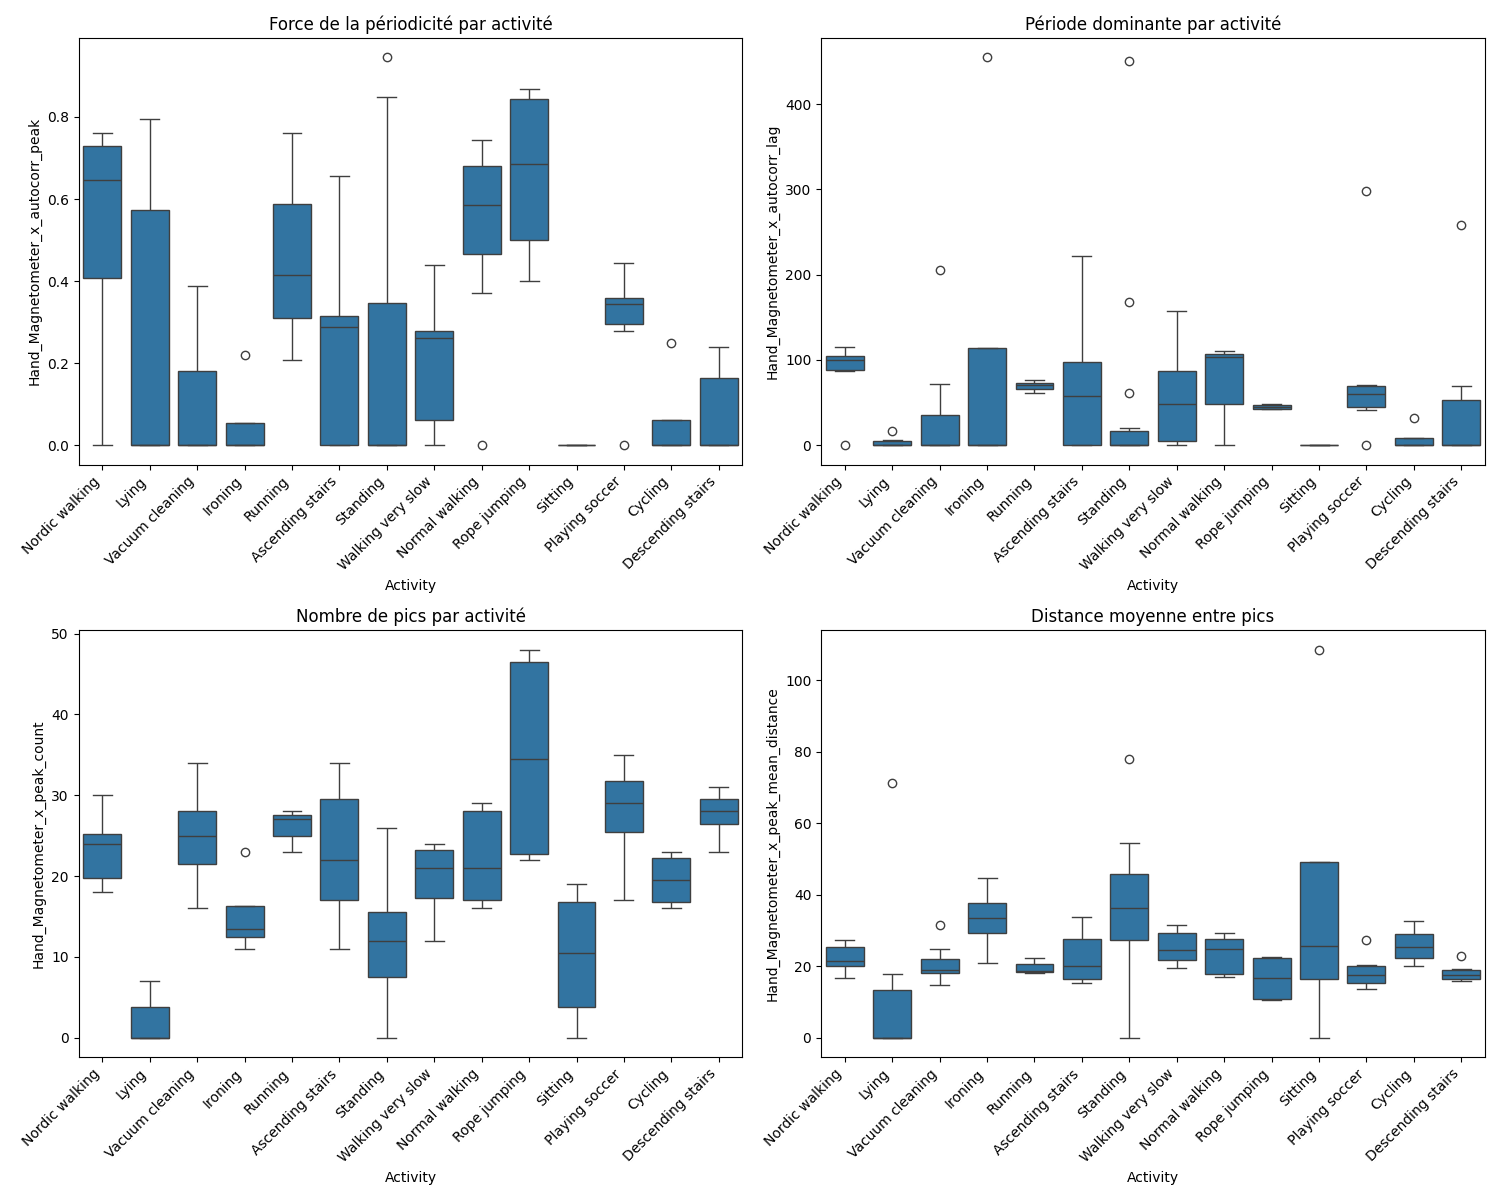 Force de la périodicité par activité
Hand_Magnetometer_x_autocorr_peak
0.8
0.6
0.4
0.2
0.0
Nordic walking
Lying
Vacuum cleaning
Ironing
Running
Ascending stairs
Standing
Walking very slow
Normal walking
Rope jumping
Sitting
Playing soccer
Cycling
Descending stairs
Activity
Période dominante par activité
Hand_Magnetometer_x_autocorr_lag
400
300
200
100
0
Nordic walking
Lying
Vacuum cleaning
Ironing
Running
Ascending stairs
Standing
Walking very slow
Normal walking
Rope jumping
Sitting
Playing soccer
Cycling
Descending stairs
Activity
Nombre de pics par activité
Hand_Magnetometer_x_peak_count
50
40
30
20
10
0
Nordic walking
Lying
Vacuum cleaning
Ironing
Running
Ascending stairs
Standing
Walking very slow
Normal walking
Rope jumping
Sitting
Playing soccer
Cycling
Descending stairs
Activity
Distance moyenne entre pics
Hand_Magnetometer_x_peak_mean_distance
100
80
60
40
20
0
Nordic walking
Lying
Vacuum cleaning
Ironing
Running
Ascending stairs
Standing
Walking very slow
Normal walking
Rope jumping
Sitting
Playing soccer
Cycling
Descending stairs
Activity